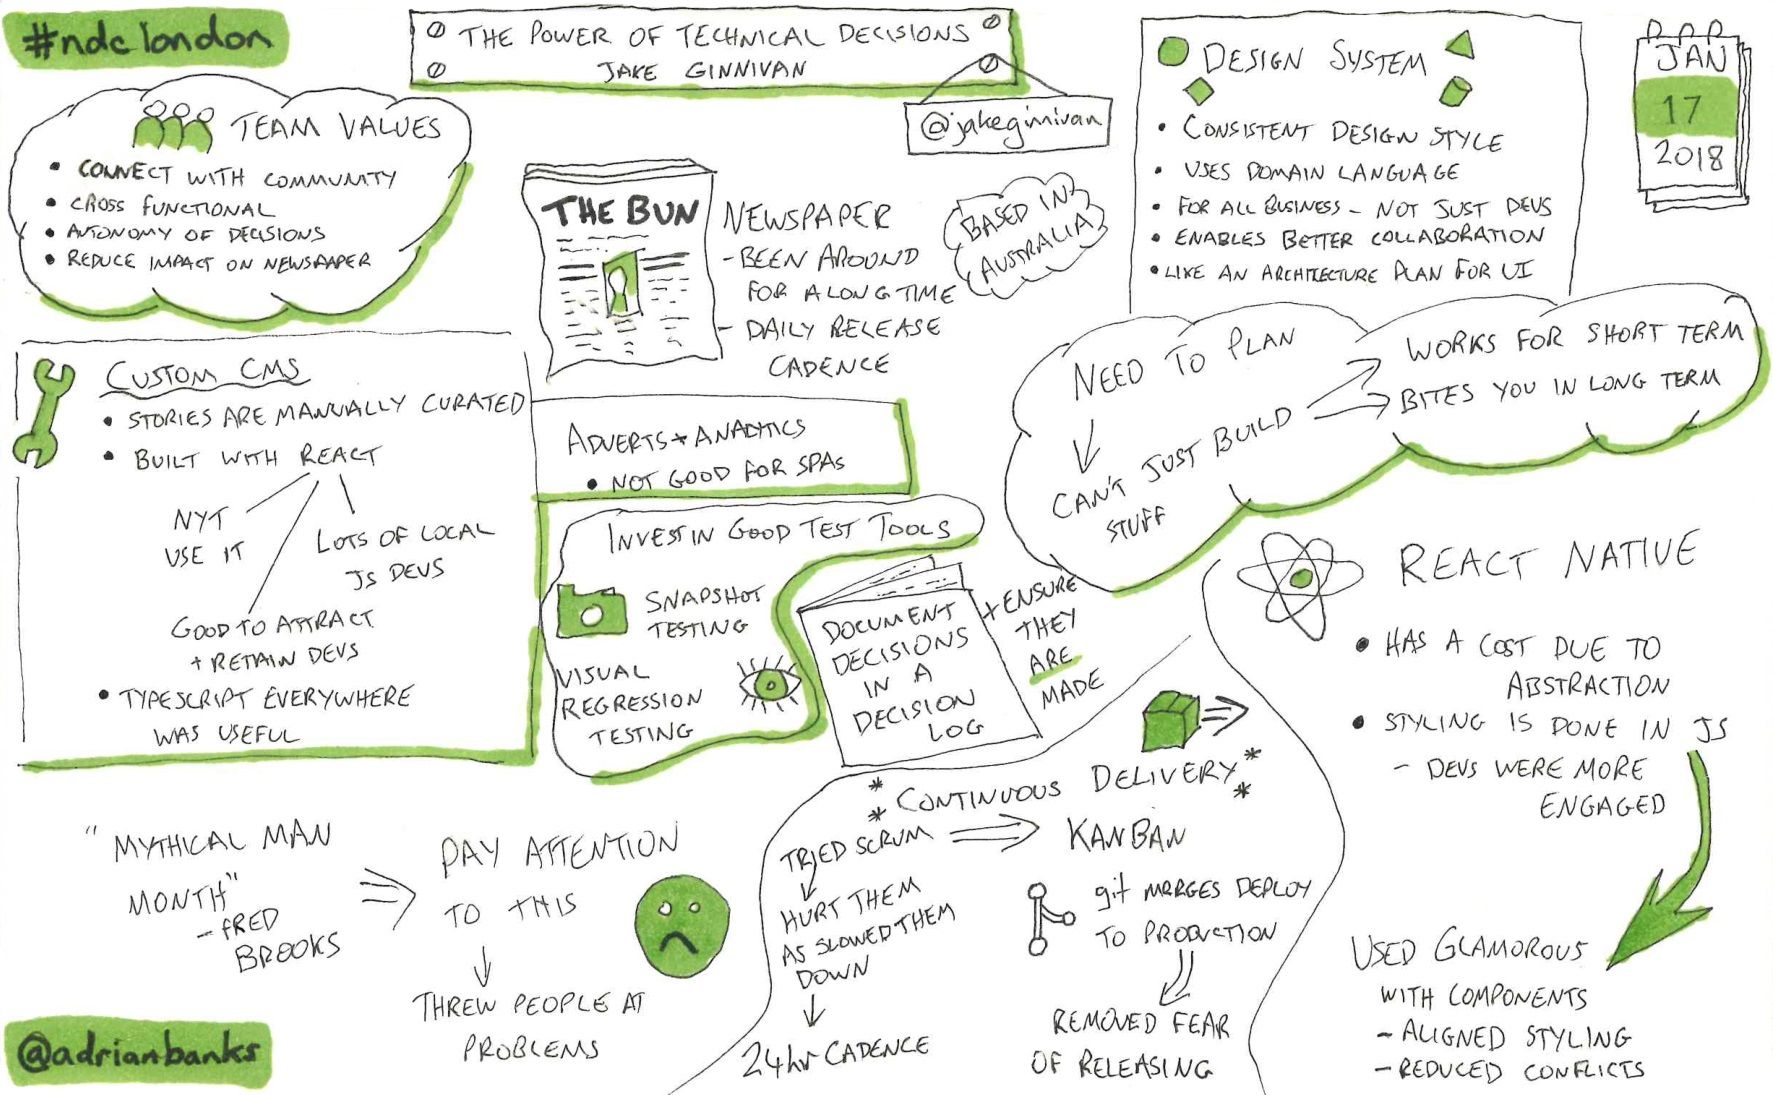 #ndclondon
THE POWER OF TECHNICAL DECISIONS
JAKE GINNIVAN
@jakeginnivan
JAN
17
2018
TEAM VALUES
• CONNECT WITH COMMUNITY
• CROSS FUNCTIONAL
• AUTONOMY OF DECISIONS
• REDUCE IMPACT ON NEWSPAPER
THE BUN
NEWSPAPER
- BEEN AROUND
FOR A LONG TIME
- DAILY RELEASE
CADENCE
BASED IN
AUSTRALIA
DESIGN SYSTEM
• CONSISTENT DESIGN STYLE
• USES DOMAIN LANGUAGE
• FOR ALL BUSINESS - NOT JUST DEVS
• ENABLES BETTER COLLABORATION
• LIKE AN ARCHITECTURE PLAN FOR UI
CUSTOM CMS
• STORIES ARE MANUALLY CURATED
• BUILT WITH REACT
NYT
USE IT
LOTS OF LOCAL
JS DEVS
GOOD TO ATTRACT
+ RETAIN DEVS
• TYPESCRIPT EVERYWHERE
WAS USEFUL
ADVERTS + ANALYTICS
• NOT GOOD FOR SPAs
NEED TO PLAN
CAN'T JUST BUILD
STUFF
WORKS FOR SHORT TERM
BITES YOU IN LONG TERM
INVEST IN GOOD TEST TOOLS
SNAPSHOT
TESTING
VISUAL
REGRESSION
TESTING
DOCUMENT
DECISIONS
IN A
DECISION
LOG
+ ENSURE
THEY
ARE
MADE
REACT NATIVE
• HAS A COST DUE TO
ABSTRACTION
• STYLING IS DONE IN JS
- DEVS WERE MORE
ENGAGED
USED GLAMOROUS
WITH COMPONENTS
- ALIGNED STYLING
- REDUCED CONFLICTS
"MYTHICAL MAN
MONTH"
- FRED
BROOKS
PAY ATTENTION
TO THIS
THREW PEOPLE AT
PROBLEMS
* CONTINUOUS DELIVERY *
TRIED SCRUM
HURT THEM
AS SLOWED THEM
DOWN
24hr CADENCE
KANBAN
git MERGES DEPLOY
TO PRODUCTION
REMOVED FEAR
OF RELEASING
@adrianbanks